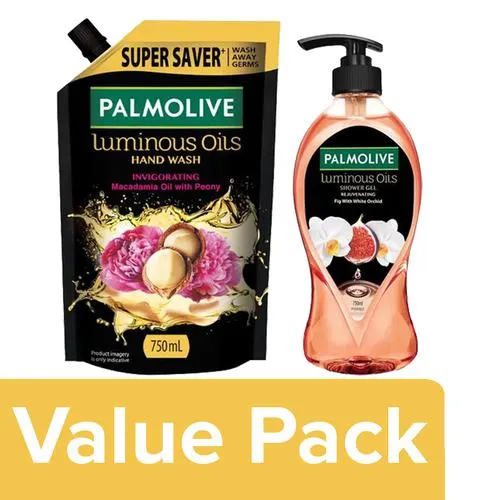 SUPER SAVER+
WASH
AWAY
GERMS
PALMOLIVE
Luminous Oils
HAND WASH
INVIGORATING
Macadamia Oil with Peony
Product imagery
is only indicative
750mL
PALMOLIVE
Luminous Oils
SHOWER GEL
REJUVENATING
Fig With White Orchid
750ml
Value Pack